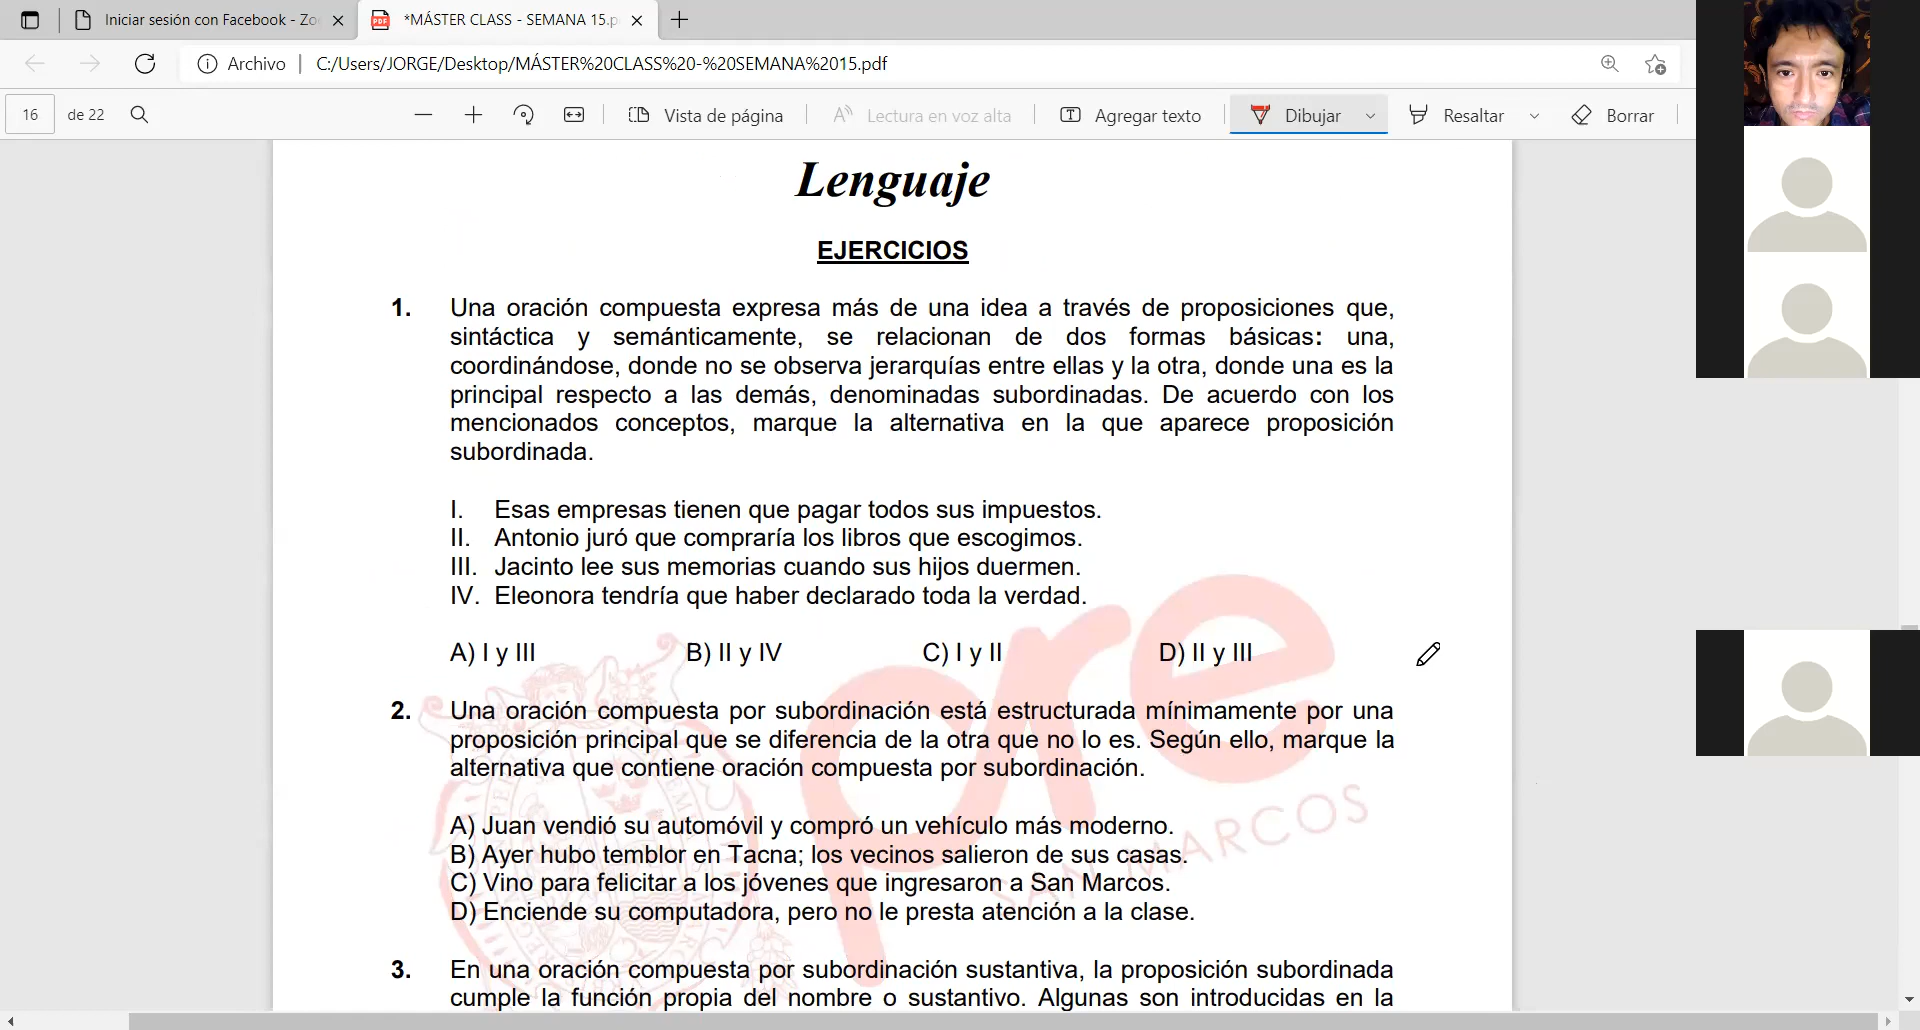 Iniciar sesión con Facebook - Zo
*MÁSTER CLASS - SEMANA 15.p
Archivo | C:/Users/JORGE/Desktop/MÁSTER%20CLASS%20-%20SEMANA%2015.pdf
16 de 22
Vista de página
Lectura en voz alta
Agregar texto
Dibujar
Resaltar
Borrar
Lenguaje
EJERCICIOS
1. Una oración compuesta expresa más de una idea a través de proposiciones que,
sintáctica y semánticamente, se relacionan de dos formas básicas: una,
coordinándose, donde no se observa jerarquías entre ellas y la otra, donde una es la
principal respecto a las demás, denominadas subordinadas. De acuerdo con los
mencionados conceptos, marque la alternativa en la que aparece proposición
subordinada.
I. Esas empresas tienen que pagar todos sus impuestos.
II. Antonio juró que compraría los libros que escogimos.
III. Jacinto lee sus memorias cuando sus hijos duermen.
IV. Eleonora tendría que haber declarado toda la verdad.
A) I y III B) II y IV C) I y II D) II y III
2. Una oración compuesta por subordinación está estructurada mínimamente por una
proposición principal que se diferencia de la otra que no lo es. Según ello, marque la
alternativa que contiene oración compuesta por subordinación.
A) Juan vendió su automóvil y compró un vehículo más moderno.
B) Ayer hubo temblor en Tacna; los vecinos salieron de sus casas.
C) Vino para felicitar a los jóvenes que ingresaron a San Marcos.
D) Enciende su computadora, pero no le presta atención a la clase.
3. En una oración compuesta por subordinación sustantiva, la proposición subordinada
cumple la función propia del nombre o sustantivo. Algunas son introducidas en la
pre
SAN MARCOS